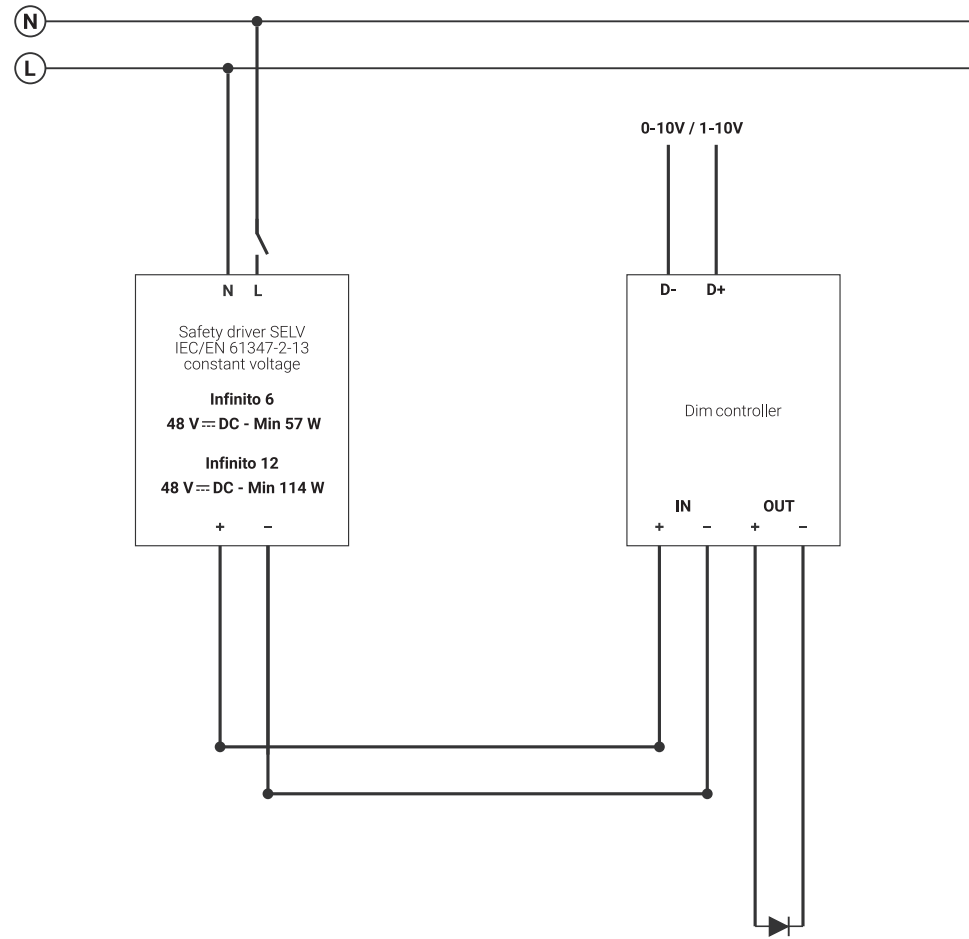 N
L
0-10V / 1-10V
N L
D- D+
Safety driver SELV
IEC/EN 61347-2-13
constant voltage
Infinito 6
48 V ⎓ DC - Min 57 W
Infinito 12
48 V ⎓ DC - Min 114 W
+ −
Dim controller
IN OUT
+ − + −